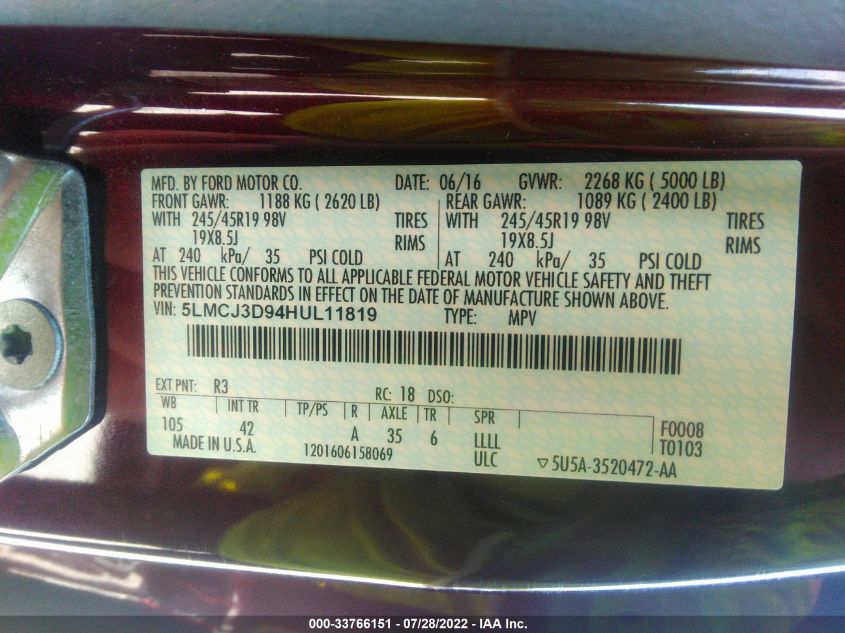 MFD. BY FORD MOTOR CO. DATE: 06/16 GVWR: 2268 KG ( 5000 LB)
FRONT GAWR: 1188 KG ( 2620 LB) REAR GAWR: 1089 KG ( 2400 LB)
WITH 245/45R19 98V TIRES WITH 245/45R19 98V TIRES
19X8.5J RIMS 19X8.5J RIMS
AT 240 kPa/ 35 PSI COLD AT 240 kPa/ 35 PSI COLD
THIS VEHICLE CONFORMS TO ALL APPLICABLE FEDERAL MOTOR VEHICLE SAFETY AND THEFT
PREVENTION STANDARDS IN EFFECT ON THE DATE OF MANUFACTURE SHOWN ABOVE.
VIN: 5LMCJ3D94HUL11819 TYPE: MPV
EXT PNT: R3 RC: 18 DSO:
WB INT TR TP/PS R AXLE TR SPR
105 42 A 35 6 LLLL F0008
MADE IN U.S.A. 1201606158069 ULC T0103
▽5U5A-3520472-AA
000-33766151 - 07/28/2022 - IAA Inc.